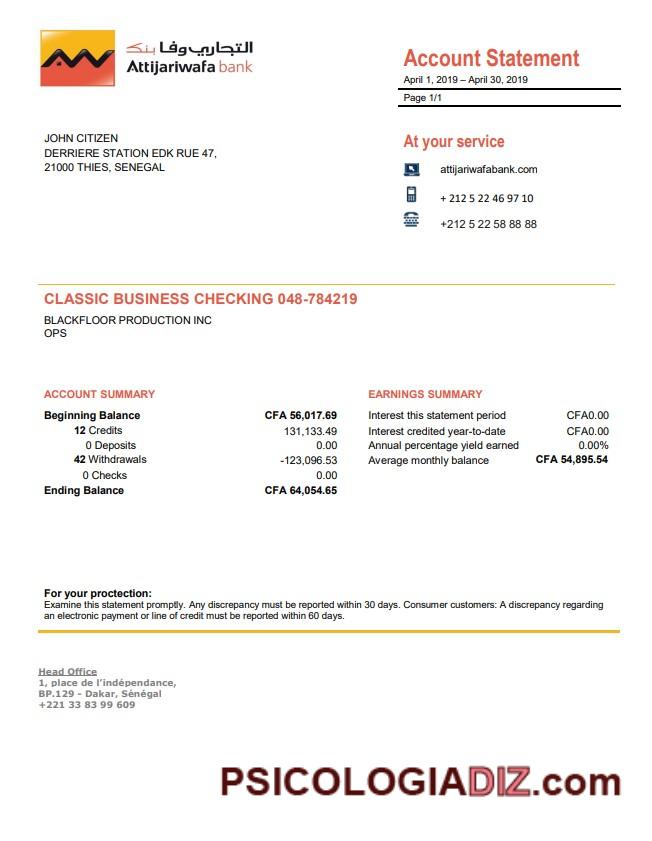 التجاري وفا بنك
Attijariwafa bank
Account Statement
April 1, 2019 – April 30, 2019
Page 1/1
JOHN CITIZEN
DERRIERE STATION EDK RUE 47,
21000 THIES, SENEGAL
At your service
attijariwafabank.com
+ 212 5 22 46 97 10
+212 5 22 58 88 88
CLASSIC BUSINESS CHECKING 048-784219
BLACKFLOOR PRODUCTION INC
OPS
ACCOUNT SUMMARY
Beginning Balance CFA 56,017.69
12 Credits 131,133.49
0 Deposits 0.00
42 Withdrawals -123,096.53
0 Checks 0.00
Ending Balance CFA 64,054.65
EARNINGS SUMMARY
Interest this statement period CFA0.00
Interest credited year-to-date CFA0.00
Annual percentage yield earned 0.00%
Average monthly balance CFA 54,895.54
For your proctection:
Examine this statement promptly. Any discrepancy must be reported within 30 days. Consumer customers: A discrepancy regarding
an electronic payment or line of credit must be reported within 60 days.
Head Office
1, place de l’indépendance,
BP.129 - Dakar, Sénégal
+221 33 83 99 609
PSICOLOGIADIZ.com